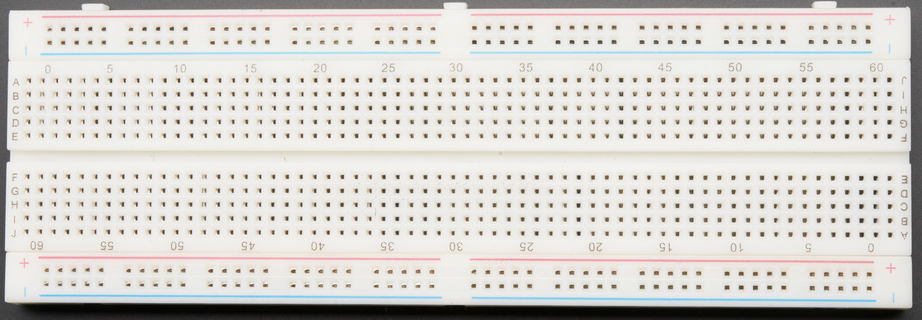 + +
- -
0 5 10 15 20 25 30 35 40 45 50 55 60
A J
B I
C H
D G
E F
F E
G D
H C
I B
J A
60 55 50 45 40 35 30 25 20 15 10 5 0
+ +
- -